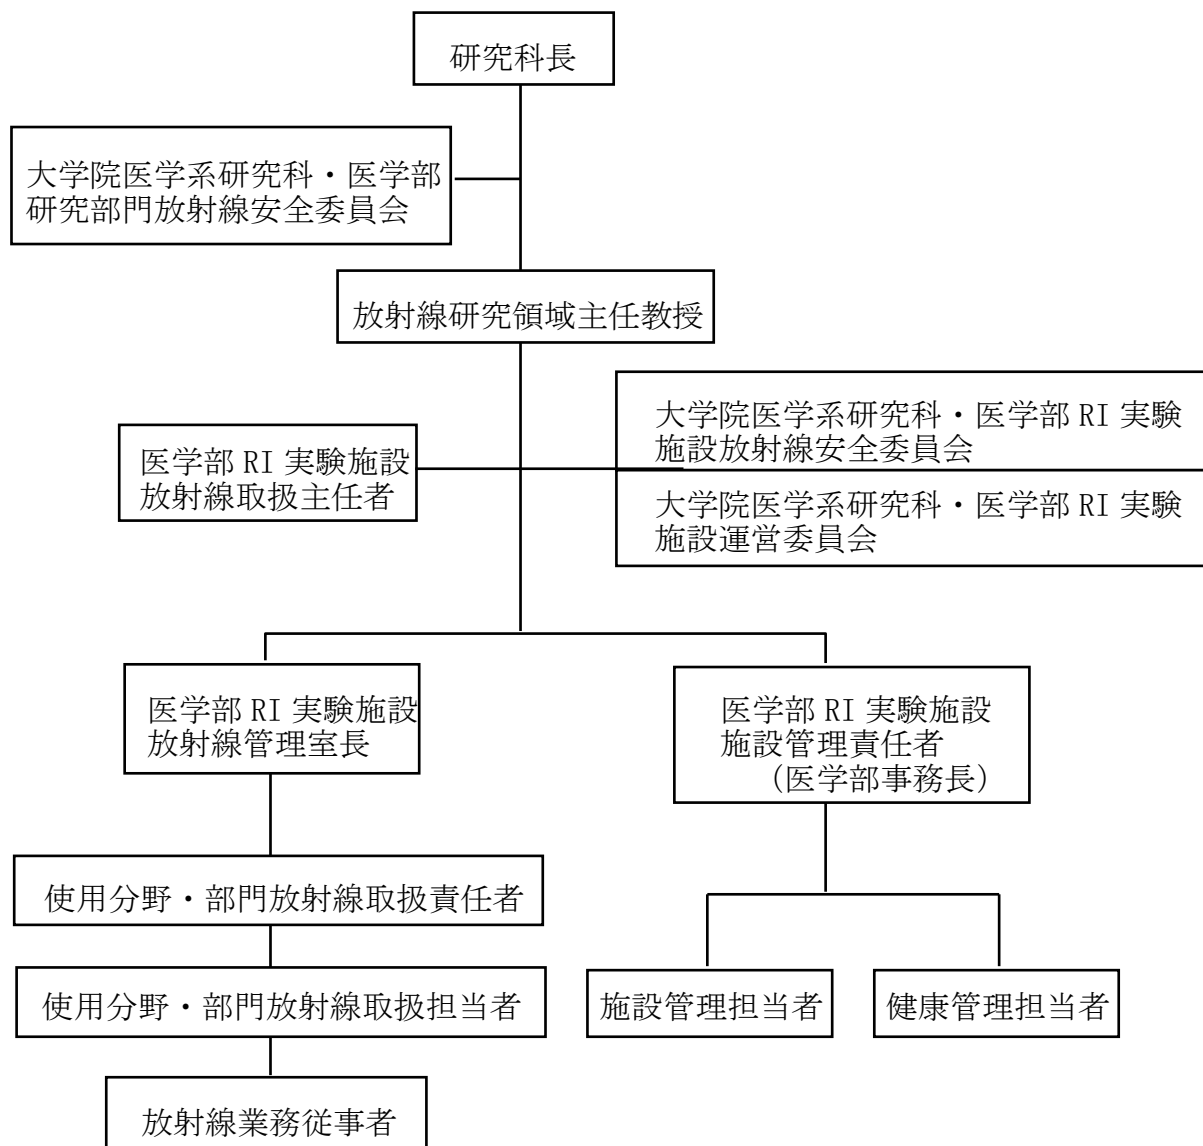 研究科長
大学院医学系研究科・医学部
研究部門放射線安全委員会
放射線研究領域主任教授
大学院医学系研究科・医学部 RI 実験
施設放射線安全委員会
医学部 RI 実験施設
放射線取扱主任者
大学院医学系研究科・医学部 RI 実験
施設運営委員会
医学部 RI 実験施設
放射線管理室長
医学部 RI 実験施設
施設管理責任者
(医学部事務長)
使用分野・部門放射線取扱責任者
使用分野・部門放射線取扱担当者
施設管理担当者
健康管理担当者
放射線業務従事者